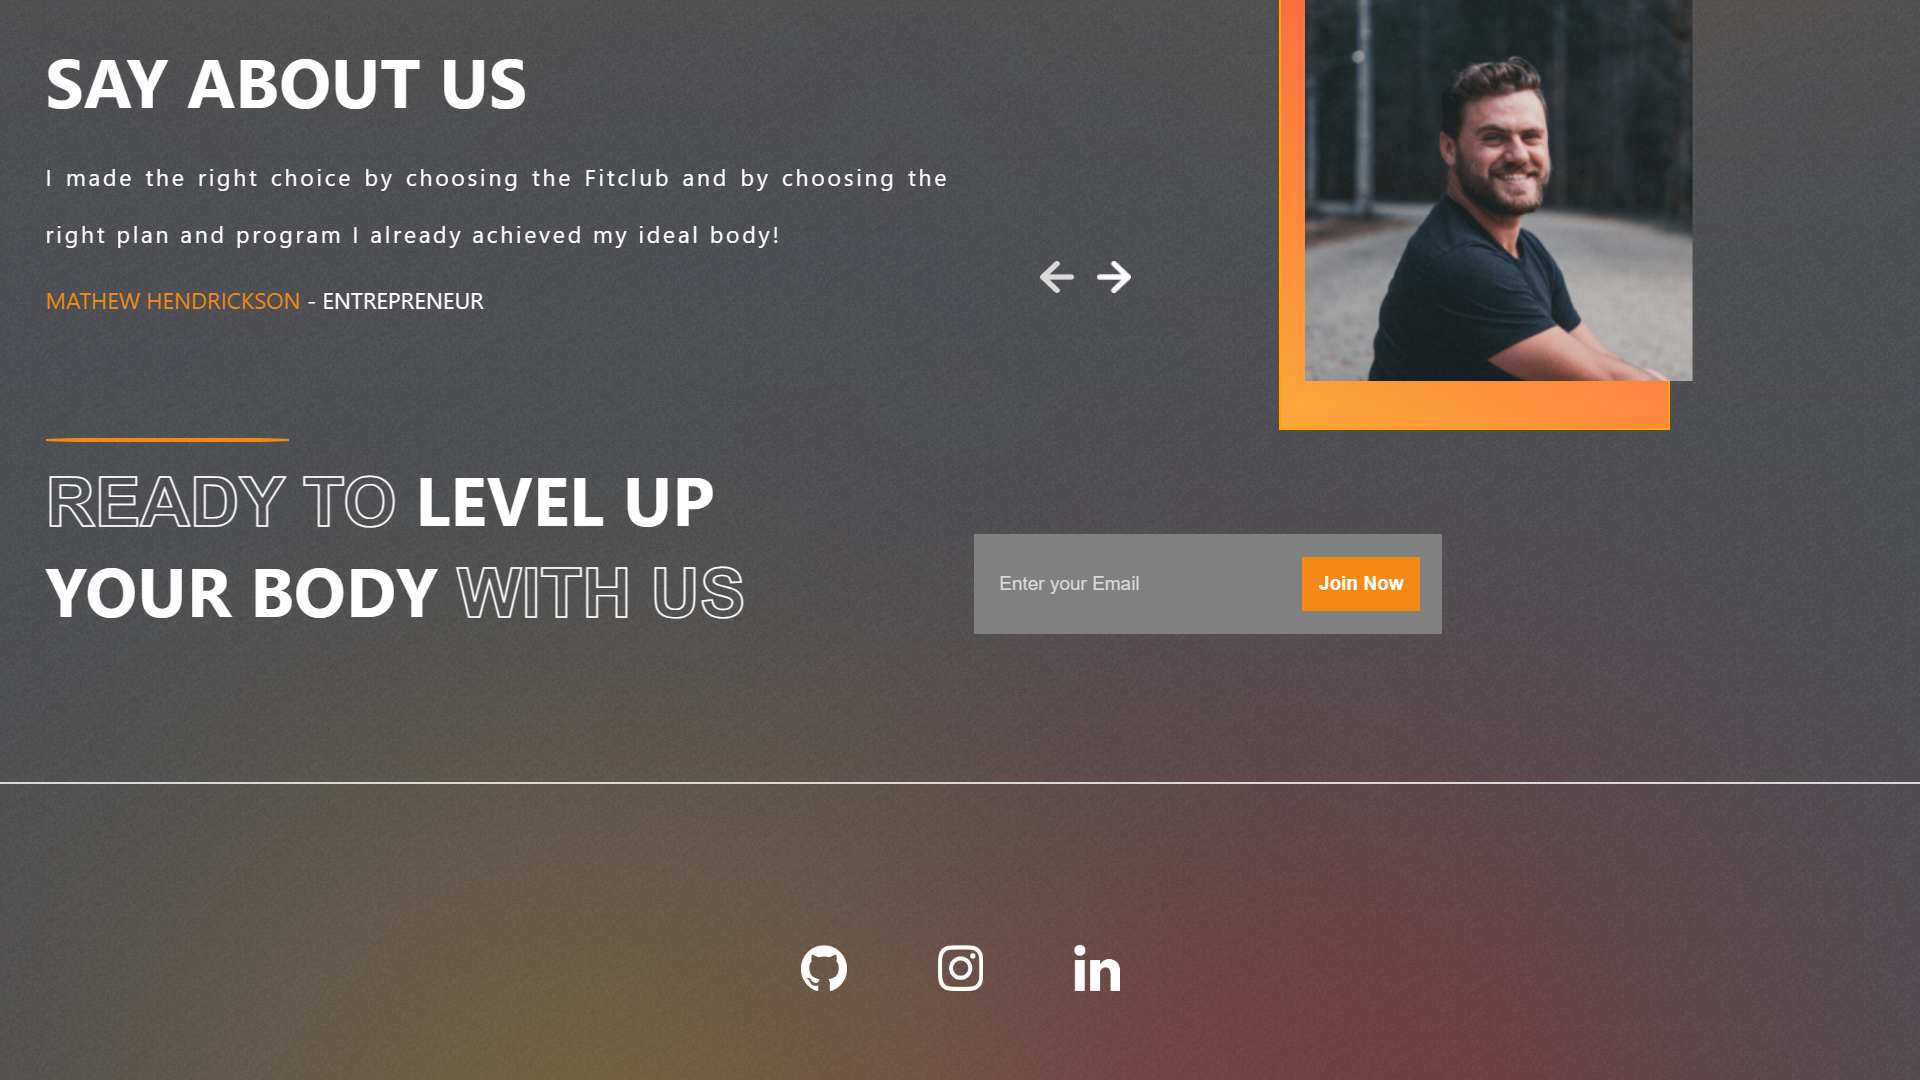 SAY ABOUT US
I made the right choice by choosing the Fitclub and by choosing the
right plan and program I already achieved my ideal body!
MATHEW HENDRICKSON - ENTREPRENEUR
READY TO LEVEL UP
YOUR BODY WITH US
Enter your Email
Join Now
in